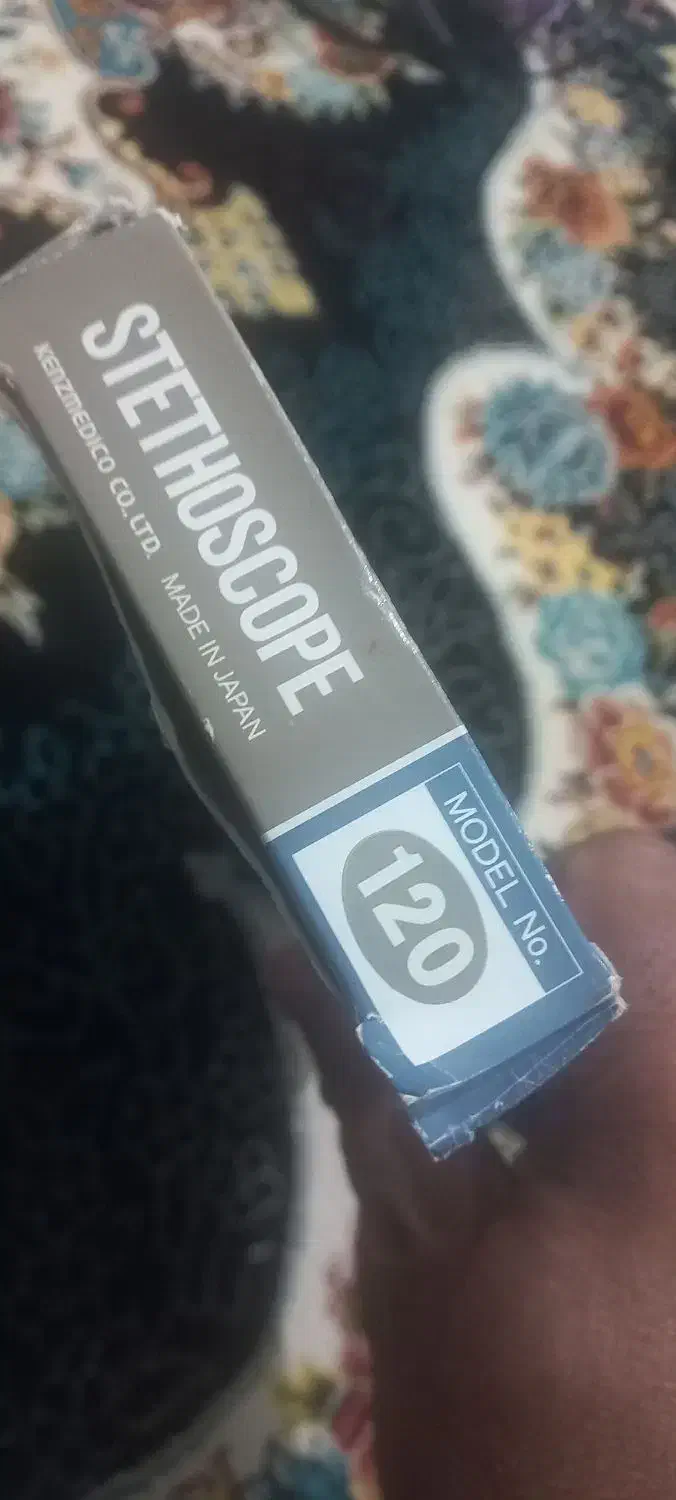 STETHOSCOPE
KENZMEDICO CO., LTD. MADE IN JAPAN
MODEL No.
120